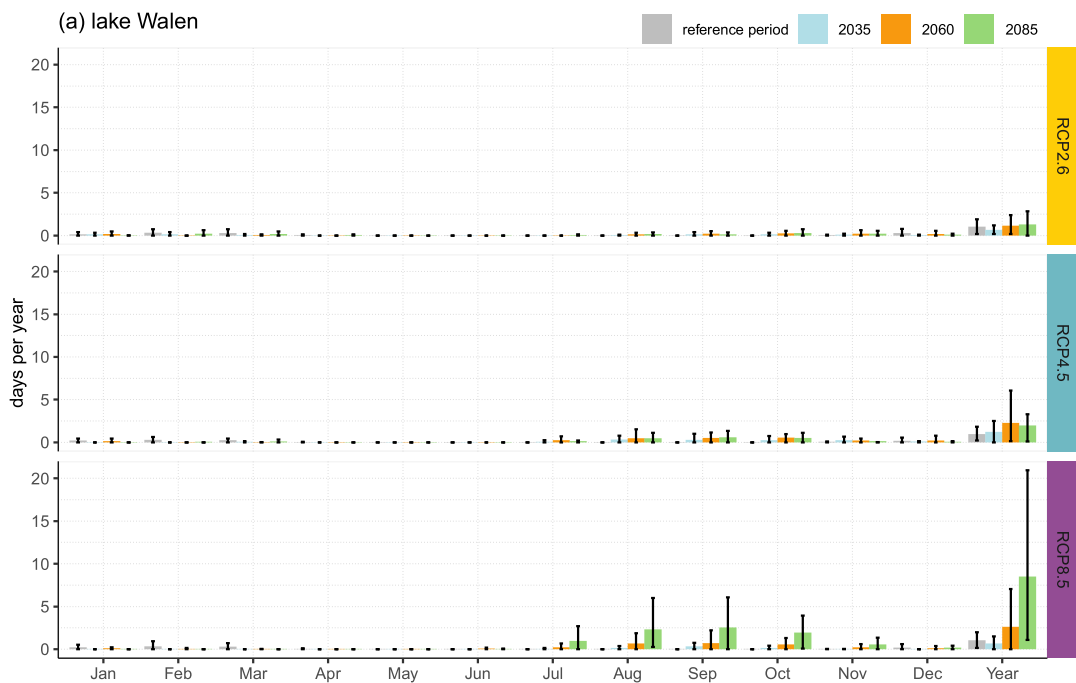 (a) lake Walen
reference period 2035 2060 2085
days per year
20
15
10
5
0
RCP2.6
20
15
10
5
0
RCP4.5
20
15
10
5
0
RCP8.5
Jan Feb Mar Apr May Jun Jul Aug Sep Oct Nov Dec Year